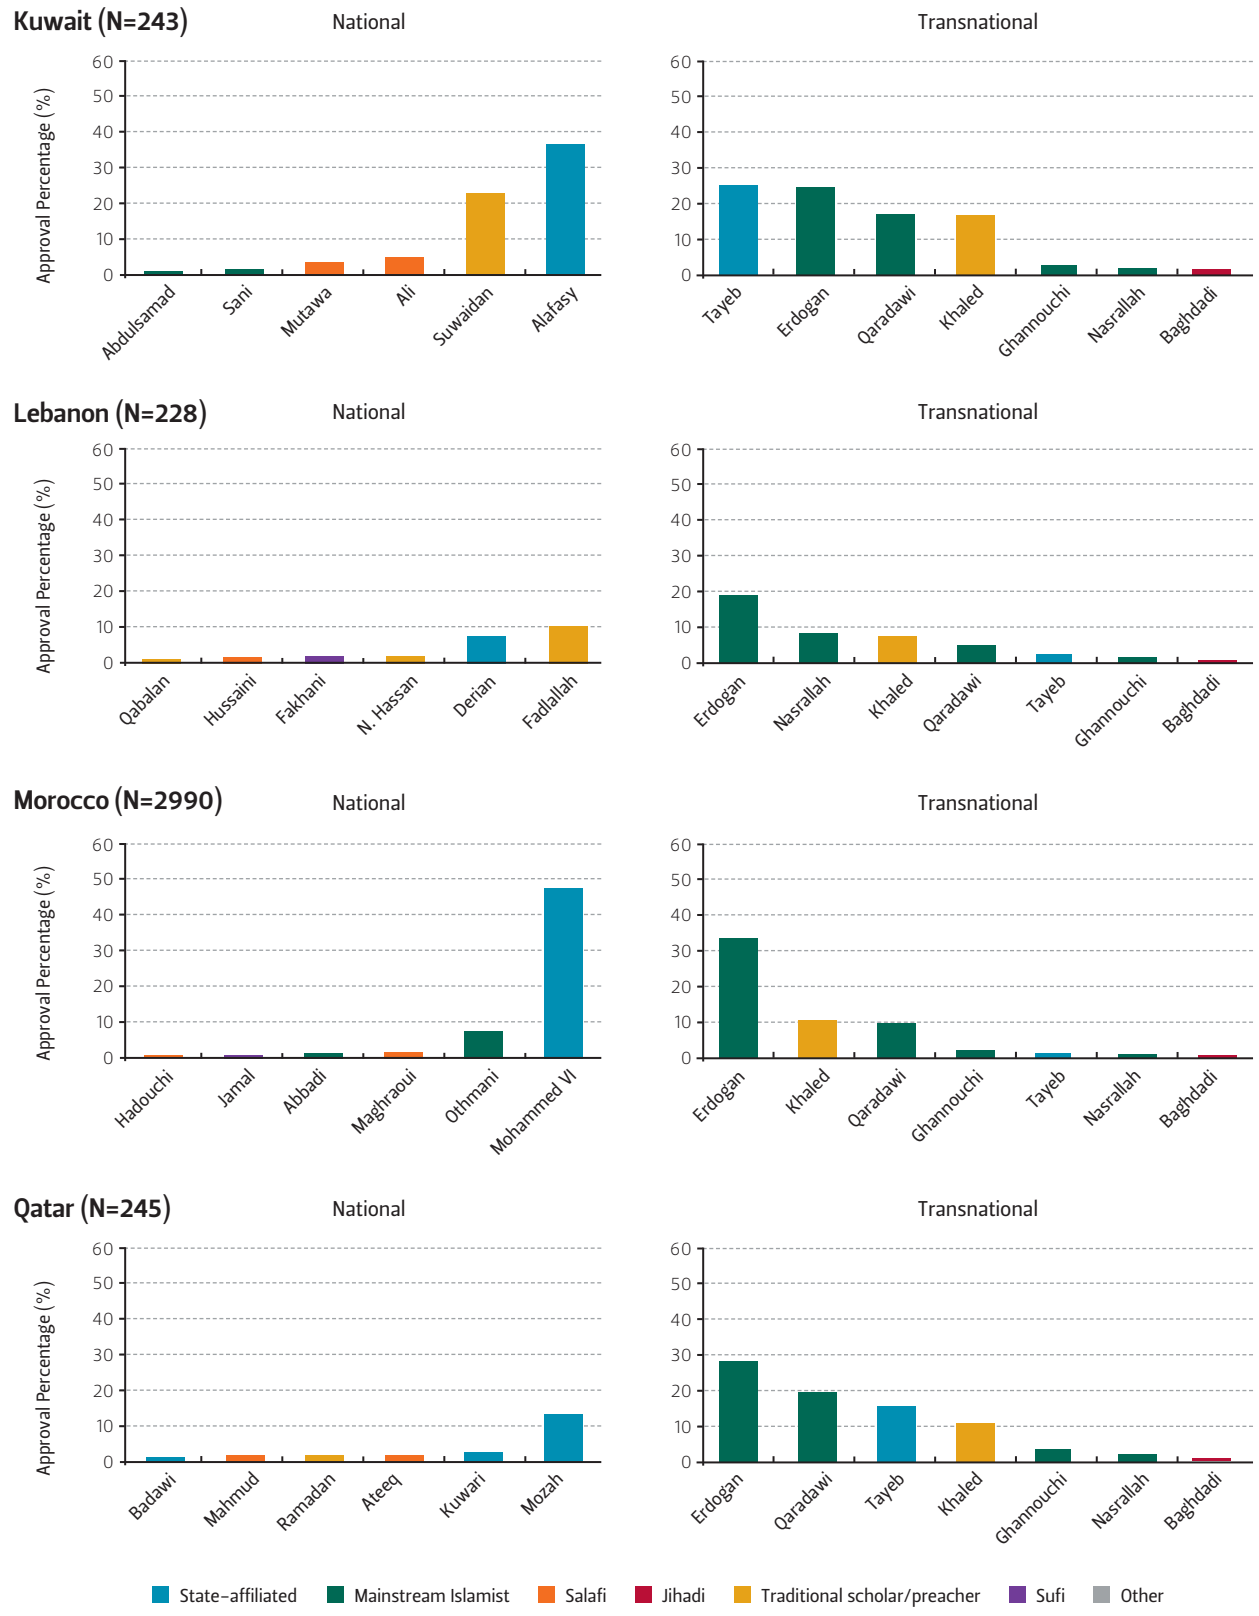 Kuwait (N=243)
National
Transnational
Approval Percentage (%)
60
50
40
30
20
10
0
Abdulsamad
Sani
Mutawa
Ali
Suwaidan
Alafasy
60
50
40
30
20
10
0
Tayeb
Erdogan
Qaradawi
Khaled
Ghannouchi
Nasrallah
Baghdadi
Lebanon (N=228)
National
Transnational
Approval Percentage (%)
60
50
40
30
20
10
0
Qabalan
Hussaini
Fakhani
N. Hassan
Derian
Fadlallah
60
50
40
30
20
10
0
Erdogan
Nasrallah
Khaled
Qaradawi
Tayeb
Ghannouchi
Baghdadi
Morocco (N=2990)
National
Transnational
Approval Percentage (%)
60
50
40
30
20
10
0
Hadouchi
Jamal
Abbadi
Maghraoui
Othmani
Mohammed VI
60
50
40
30
20
10
0
Erdogan
Khaled
Qaradawi
Ghannouchi
Tayeb
Nasrallah
Baghdadi
Qatar (N=245)
National
Transnational
Approval Percentage (%)
60
50
40
30
20
10
0
Badawi
Mahmud
Ramadan
Ateeq
Kuwari
Mozah
60
50
40
30
20
10
0
Erdogan
Qaradawi
Tayeb
Khaled
Ghannouchi
Nasrallah
Baghdadi
State-affiliated
Mainstream Islamist
Salafi
Jihadi
Traditional scholar/preacher
Sufi
Other